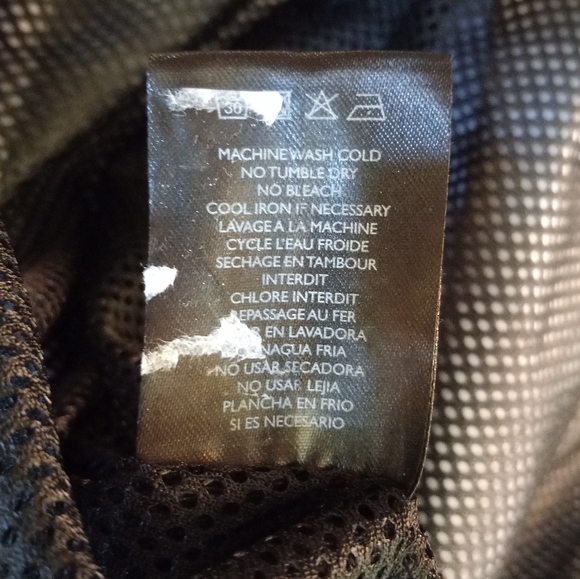 30
MACHINE WASH COLD
NO TUMBLE DRY
NO BLEACH
COOL IRON IF NECESSARY
LAVAGE A LA MACHINE
CYCLE L'EAU FROIDE
SECHAGE EN TAMBOUR
INTERDIT
CHLORE INTERDIT
REPASSAGE AU FER
EN LAVADORA
FRIA
NO USAR SECADORA
NO USAR LEJIA
PLANCHA EN FRIO
SI ES NECESARIO